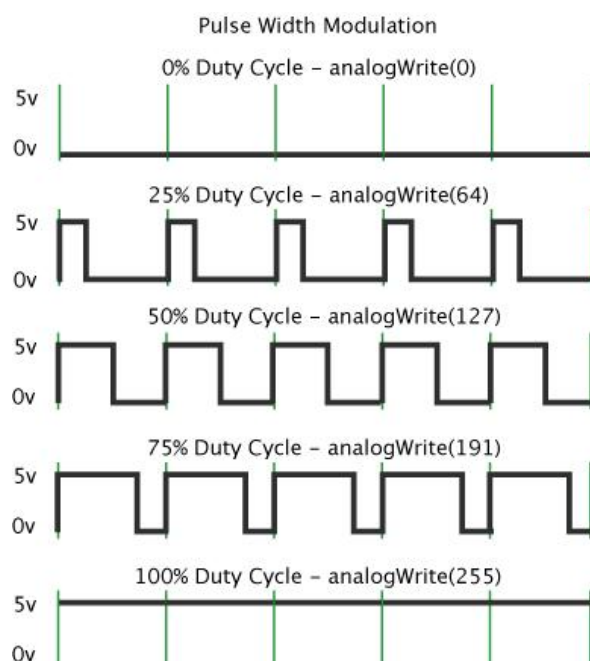 Pulse Width Modulation
0% Duty Cycle – analogWrite(0)
5v
0v
25% Duty Cycle – analogWrite(64)
5v
0v
50% Duty Cycle – analogWrite(127)
5v
0v
75% Duty Cycle – analogWrite(191)
5v
0v
100% Duty Cycle – analogWrite(255)
5v
0v